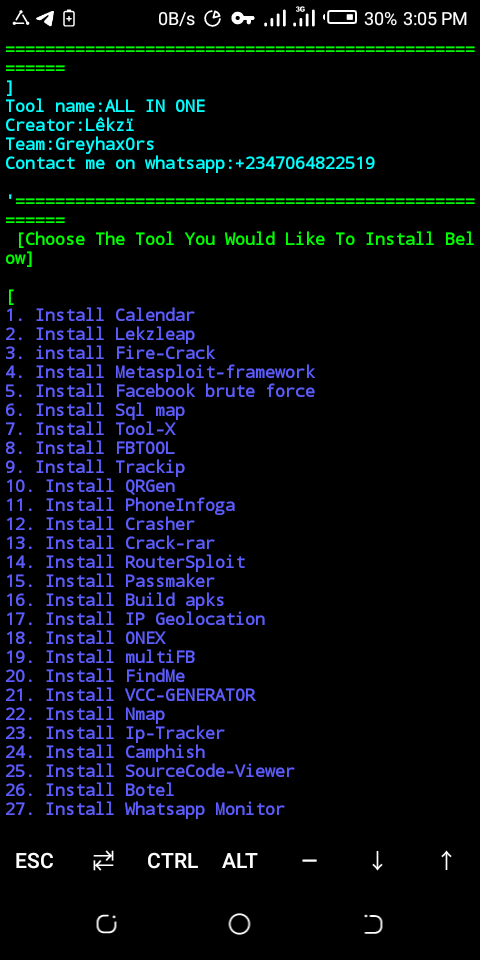 0B/s 3G 30% 3:05 PM
===============================================
======
]
Tool name:ALL IN ONE
Creator:Lêkzï
Team:GreyhaxOrs
Contact me on whatsapp:+2347064822519
'==============================================
======
[Choose The Tool You Would Like To Install Bel
ow]
[
1. Install Calendar
2. Install Lekzleap
3. install Fire-Crack
4. Install Metasploit-framework
5. Install Facebook brute force
6. Install Sql map
7. Install Tool-X
8. Install FBTOOL
9. Install Trackip
10. Install QRGen
11. Install PhoneInfoga
12. Install Crasher
13. Install Crack-rar
14. Install RouterSploit
15. Install Passmaker
16. Install Build apks
17. Install IP Geolocation
18. Install ONEX
19. Install multiFB
20. Install FindMe
21. Install VCC-GENERATOR
22. Install Nmap
23. Install Ip-Tracker
24. Install Camphish
25. Install SourceCode-Viewer
26. Install Botel
27. Install Whatsapp Monitor
ESC ⇄ CTRL ALT — ↓ ↑